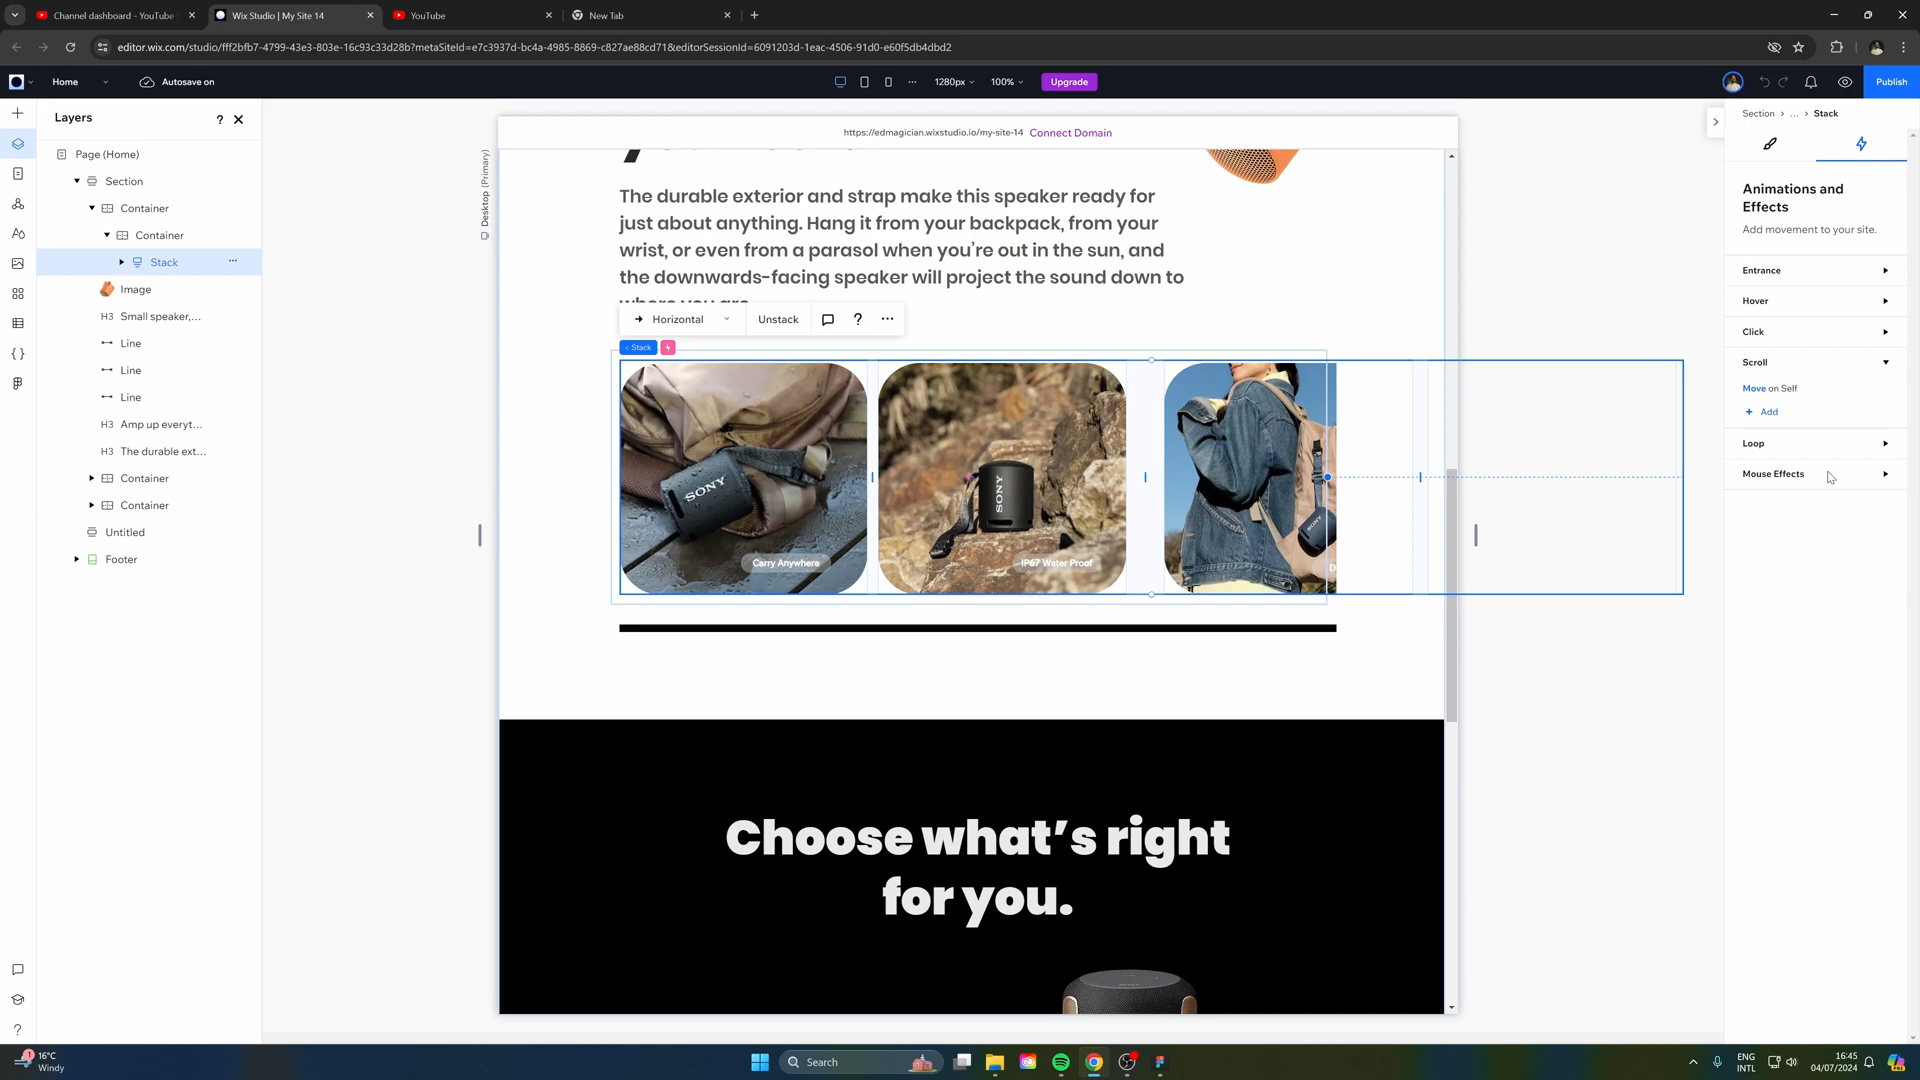 Channel dashboard - YouTube
Wix Studio | My Site 14
YouTube
New Tab
editor.wix.com/studio/fff2bfb7-4799-43e3-803e-16c93c33d28b?metaSiteId=e7c3937d-bc4a-4985-8869-c827ae88cd71&editorSessionId=6091203d-1eac-4506-91d0-e60f5db4dbd2
Home
Autosave on
1280px
100%
Upgrade
Publish
Layers
?
Page (Home)
Section
Container
Container
Stack
Image
H3 Small speaker,...
Line
Line
Line
H3 Amp up everyt...
H3 The durable ext...
Container
Container
Untitled
Footer
Desktop (Primary)
https://edmagician.wixstudio.io/my-site-14 Connect Domain
The durable exterior and strap make this speaker ready for
just about anything. Hang it from your backpack, from your
wrist, or even from a parasol when you're out in the sun, and
the downwards-facing speaker will project the sound down to
where you are.
Horizontal
Unstack
?
Stack
SONY
Carry Anywhere
SONY
IP67 Water Proof
SONY
D
Choose what's right
for you.
Section > ... > Stack
Animations and
Effects
Add movement to your site.
Entrance
Hover
Click
Scroll
Move on Self
+ Add
Loop
Mouse Effects
?
1
16°C
Windy
Search
ENG
INTL
16:45
04/07/2024